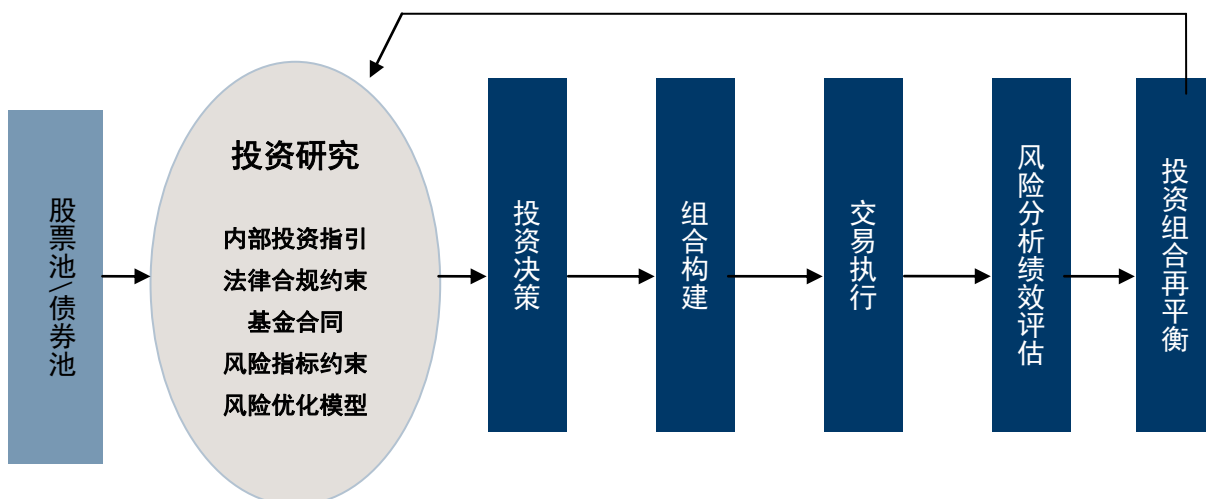 股票池\债券池
投资研究
内部投资指引
法律合规约束
基金合同
风险指标约束
风险优化模型
投资决策
组合构建
交易执行
风险分析绩效评估
投资组合再平衡